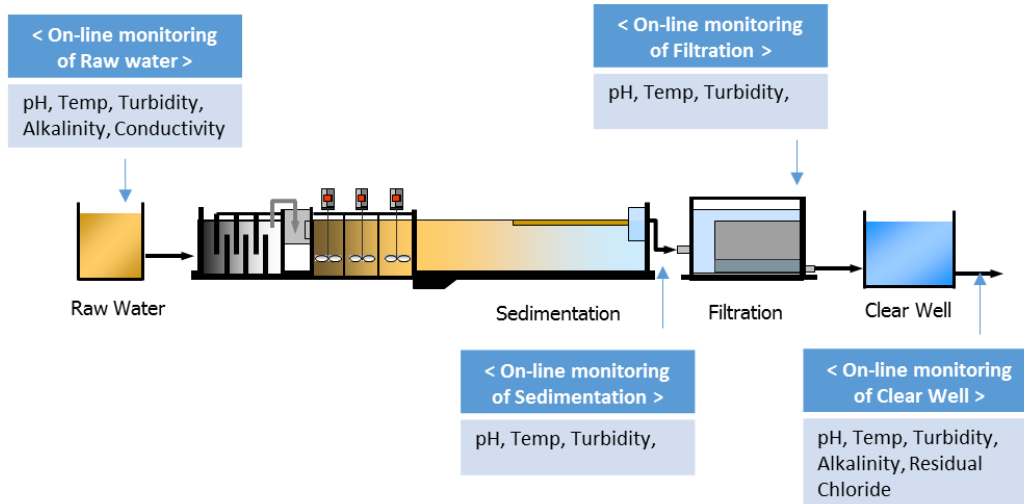 < On-line monitoring
of Raw water >
pH, Temp, Turbidity,
Alkalinity, Conductivity
< On-line monitoring
of Filtration >
pH, Temp, Turbidity,
Raw Water
Sedimentation
Filtration
Clear Well
< On-line monitoring
of Sedimentation >
pH, Temp, Turbidity,
< On-line monitoring
of Clear Well >
pH, Temp, Turbidity,
Alkalinity, Residual
Chloride